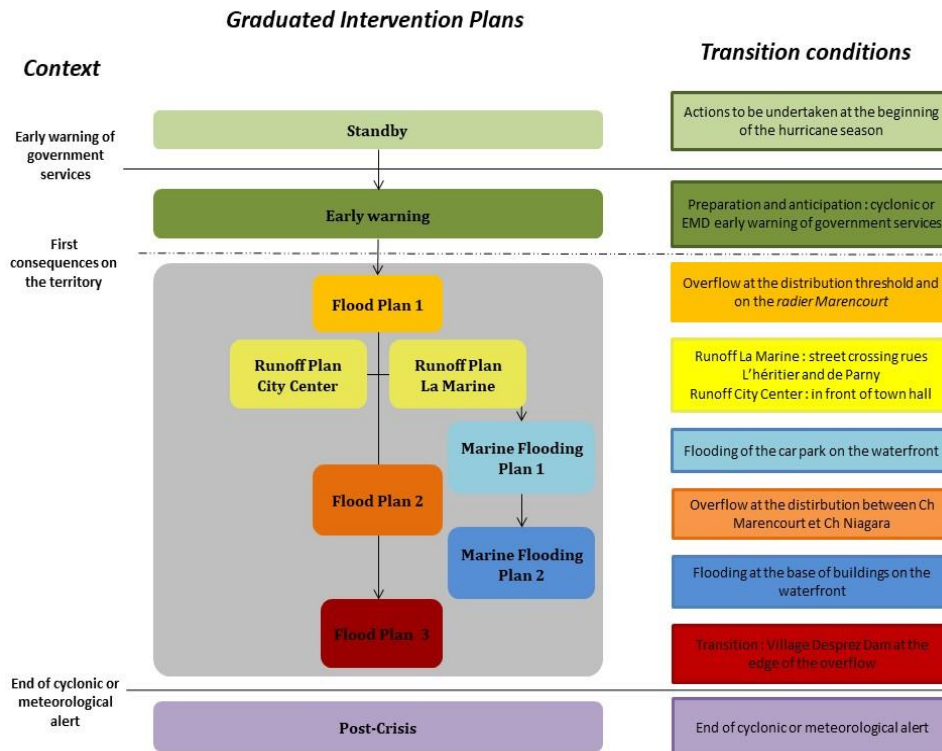 Graduated Intervention Plans
Context
Transition conditions
Early warning of
government
services
First
consequences on
the territory
End of cyclonic or
meteorological
alert
Standby
Early warning
Flood Plan 1
Runoff Plan
City Center
Runoff Plan
La Marine
Marine Flooding
Plan 1
Flood Plan 2
Marine Flooding
Plan 2
Flood Plan 3
Post-Crisis
Actions to be undertaken at the beginning
of the hurricane season
Preparation and anticipation : cyclonic or
EMD early warning of government services
Overflow at the distribution threshold and
on the radier Marencourt
Runoff La Marine : street crossing rues
L'héritier and de Parny
Runoff City Center : in front of town hall
Flooding of the car park on the waterfront
Overflow at the distirbution between Ch
Marencourt et Ch Niagara
Flooding at the base of buildings on the
waterfront
Transition : Village Desprez Dam at the
edge of the overflow
End of cyclonic or meteorological alert